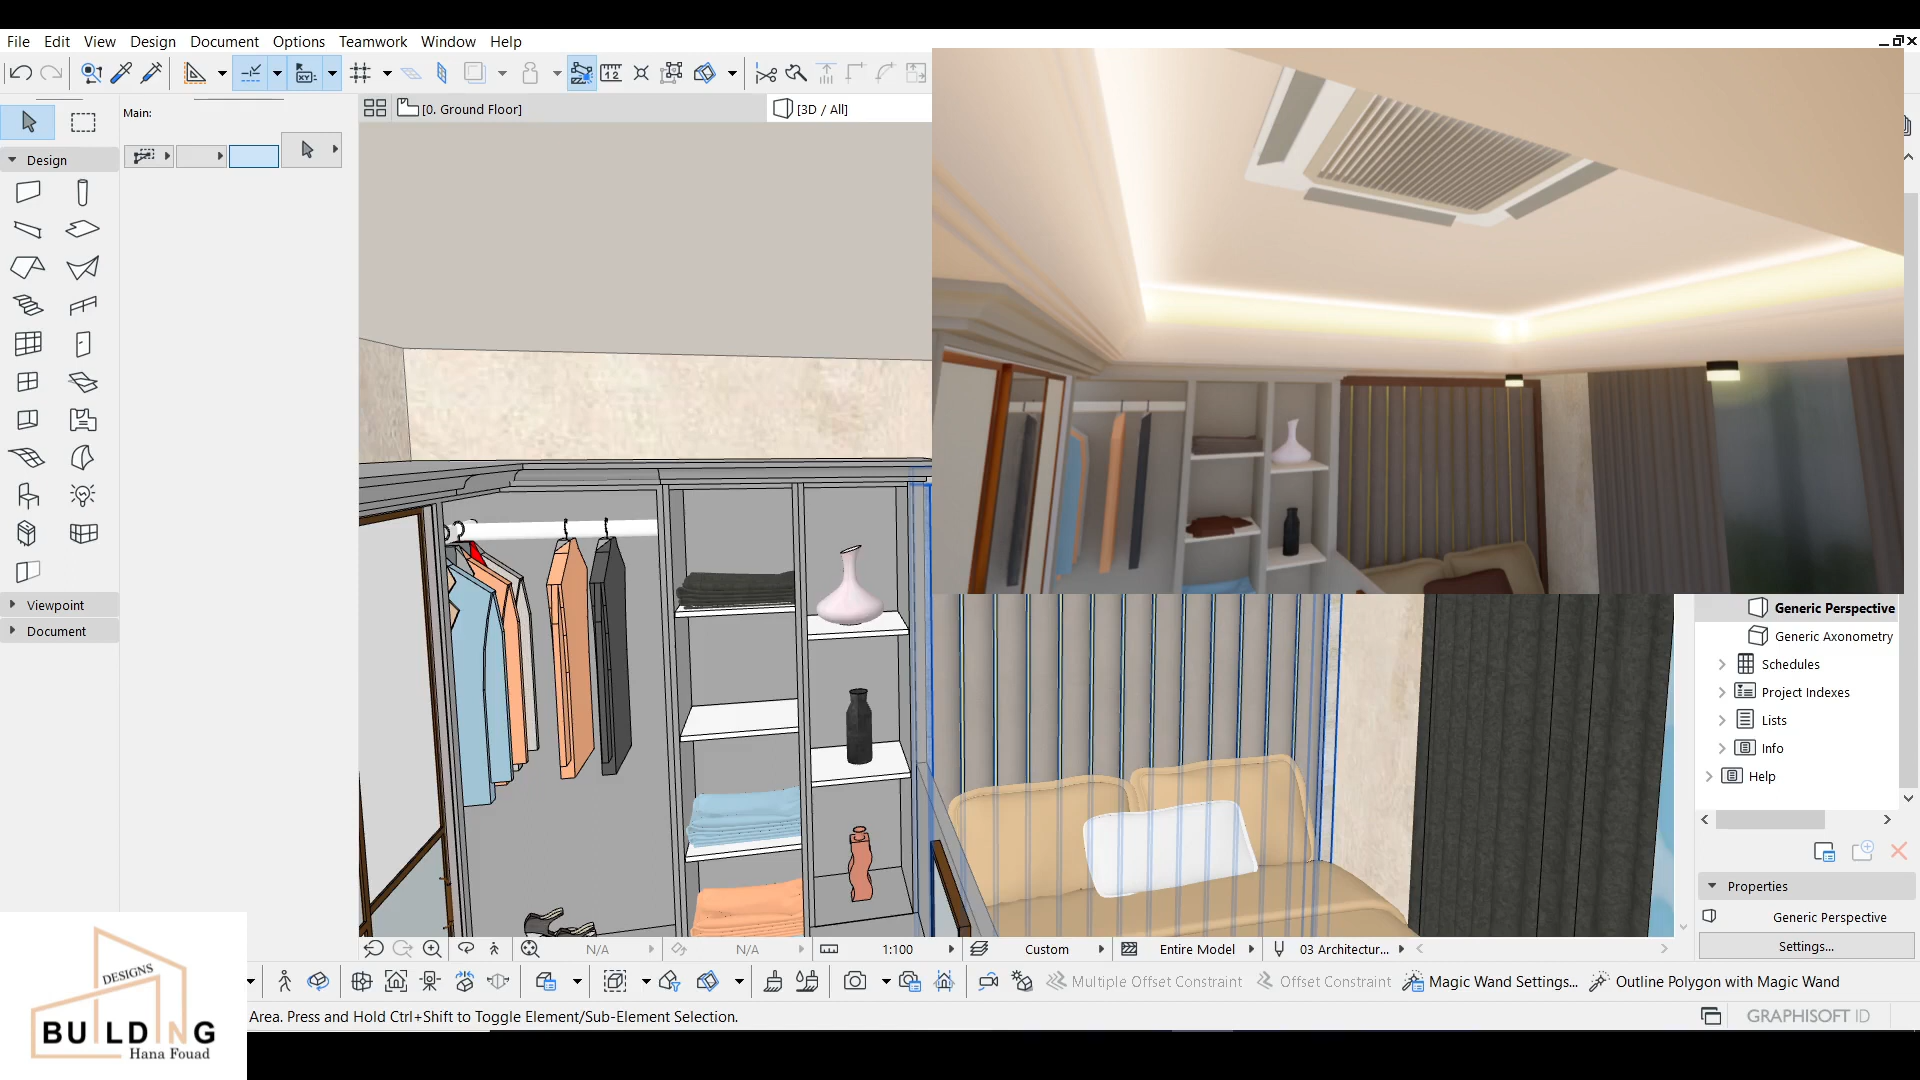 File Edit View Design Document Options Teamwork Window Help
Main:
[0. Ground Floor]
[3D / All]
Design
Viewpoint
Document
Generic Perspective
Generic Axonometry
Schedules
Project Indexes
Lists
Info
Help
Properties
Generic Perspective
Settings...
N/A
N/A
1:100
Custom
Entire Model
03 Architectur...
Multiple Offset Constraint
Offset Constraint
Magic Wand Settings...
Outline Polygon with Magic Wand
Area. Press and Hold Ctrl+Shift to Toggle Element/Sub-Element Selection.
GRAPHISOFT ID
DESIGNS
BUILDING
Hana Fouad